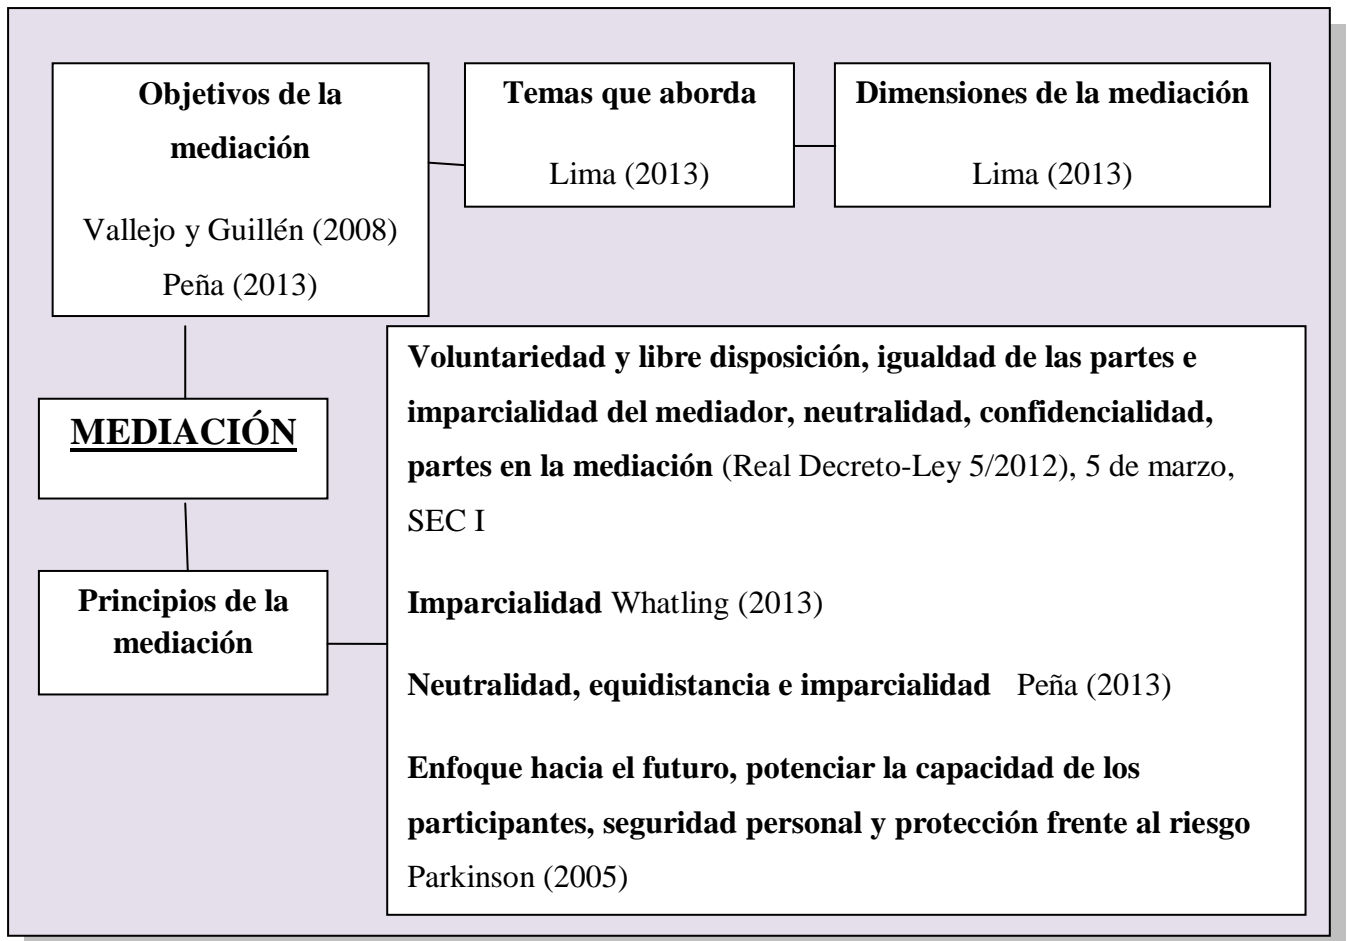 Objetivos de la
mediación
Vallejo y Guillén (2008)
Peña (2013)
Temas que aborda
Lima (2013)
Dimensiones de la mediación
Lima (2013)
MEDIACIÓN
Principios de la
mediación
Voluntariedad y libre disposición, igualdad de las partes e
imparcialidad del mediador, neutralidad, confidencialidad,
partes en la mediación (Real Decreto-Ley 5/2012), 5 de marzo,
SEC I
Imparcialidad Whatling (2013)
Neutralidad, equidistancia e imparcialidad Peña (2013)
Enfoque hacia el futuro, potenciar la capacidad de los
participantes, seguridad personal y protección frente al riesgo
Parkinson (2005)